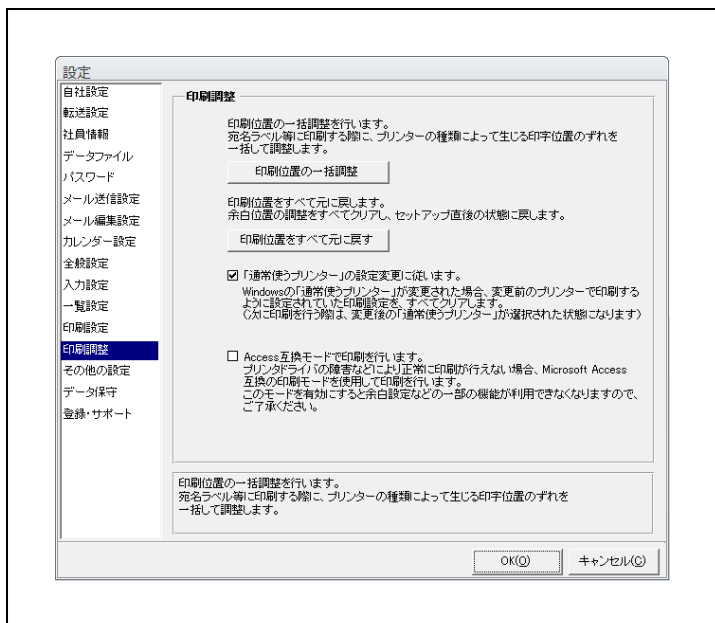 設定
自社設定
転送設定
社員情報
データファイル
パスワード
メール送信設定
メール編集設定
カレンダー設定
全般設定
入力設定
一覧設定
印刷設定
印刷調整
その他の設定
データ保守
登録・サポート
印刷調整
印刷位置の一括調整を行います。
宛名ラベル等に印刷する際に、プリンターの種類によって生じる印字位置のずれを
一括して調整します。
印刷位置の一括調整
印刷位置をすべて元に戻します。
余白位置の調整をすべてクリアし、セットアップ直後の状態に戻します。
印刷位置をすべて元に戻す
「通常使うプリンター」の設定変更に従います。
Windowsの「通常使うプリンター」が変更された場合、変更前のプリンターで印刷する
ように設定されていた印刷設定を、すべてクリアします。
(次に印刷を行う際は、変更後の「通常使うプリンター」が選択された状態になります)
Access互換モードで印刷を行います。
プリンタドライバの障害などにより正常に印刷が行えない場合、Microsoft Access
互換の印刷モードを使用して印刷を行います。
このモードを有効にすると余白設定などの一部の機能が利用できなくなりますので、
ご了承ください。
印刷位置の一括調整を行います。
宛名ラベル等に印刷する際に、プリンターの種類によって生じる印字位置のずれを
一括して調整します。
OK(O)
キャンセル(C)